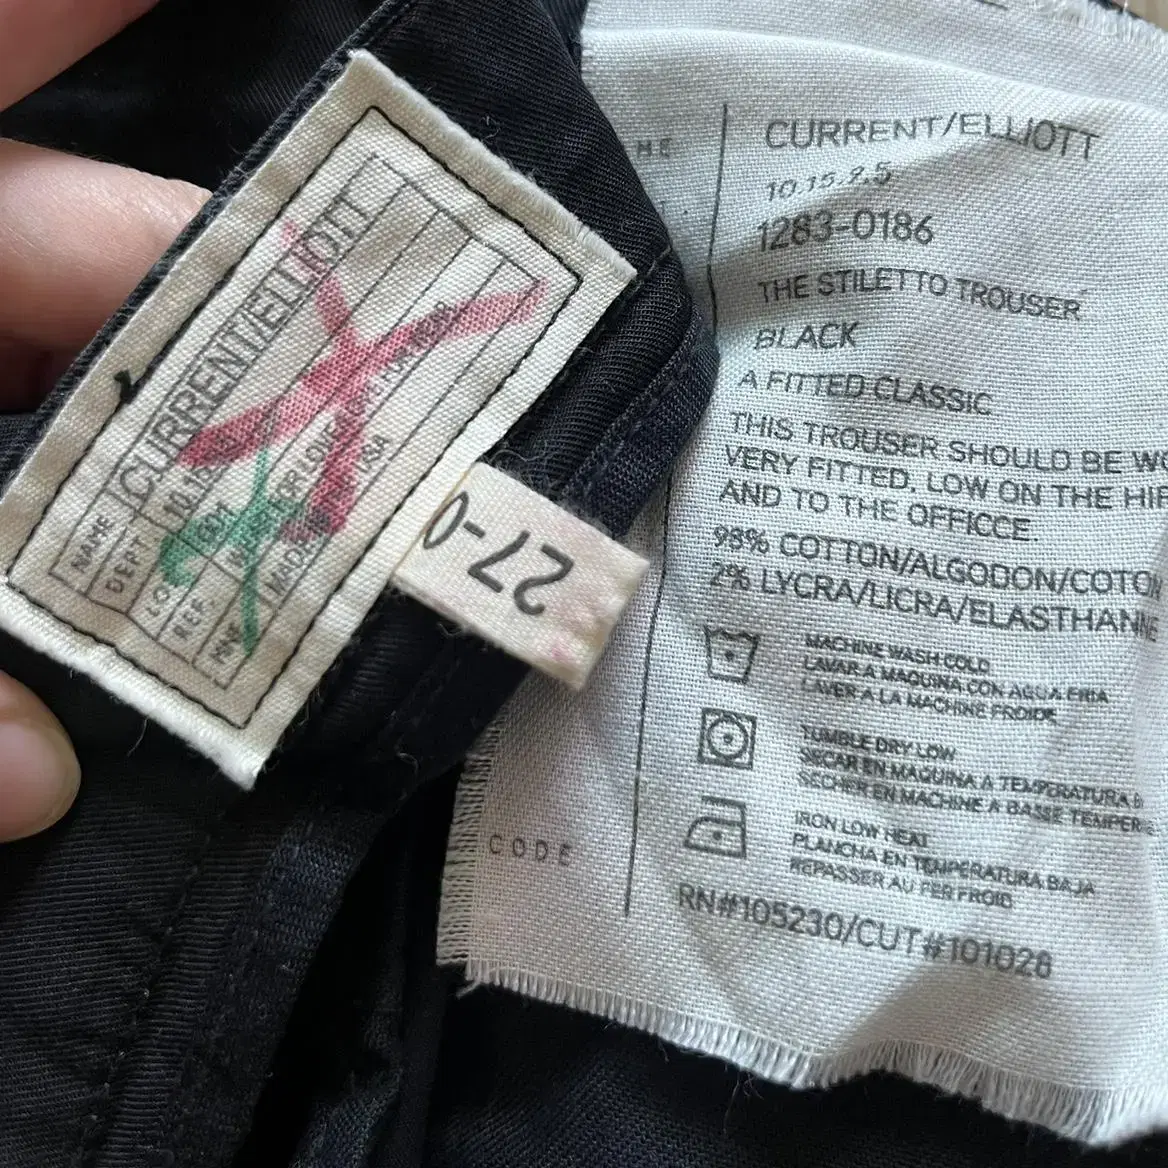 CURRENT/ELLIOTT
NAME
DEPT
REF.
27-0
CURRENT/ELLIOTT
10.15.2.5
1283-0186
THE STILETTO TROUSER
BLACK
A FITTED CLASSIC
THIS TROUSER SHOULD BE WO
VERY FITTED, LOW ON THE HIP
AND TO THE OFFICCE.
98% COTTON/ALGODON/COTON
2% LYCRA/LICRA/ELASTHANNE
MACHINE WASH COLD
LAVAR A MAQUINA CON AGUA FRIA
LAVER A LA MACHINE FROIDE
TUMBLE DRY LOW
SECAR EN MAQUINA A TEMPERATURA B
SECHER EN MACHINE A BASSE TEMPERE
IRON LOW HEAT
PLANCHA EN TEMPERATURA BAJA
REPASSER AU FER FROID
CODE
RN#105230/CUT#101028